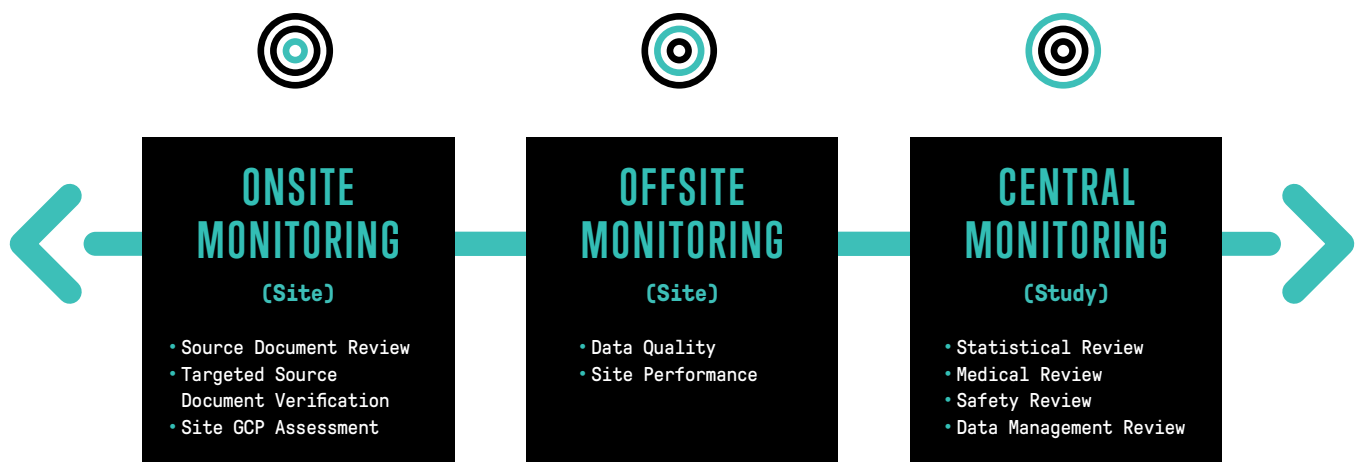 ONSITE
MONITORING
(Site)
• Source Document Review
• Targeted Source
Document Verification
• Site GCP Assessment
OFFSITE
MONITORING
(Site)
• Data Quality
• Site Performance
CENTRAL
MONITORING
(Study)
• Statistical Review
• Medical Review
• Safety Review
• Data Management Review